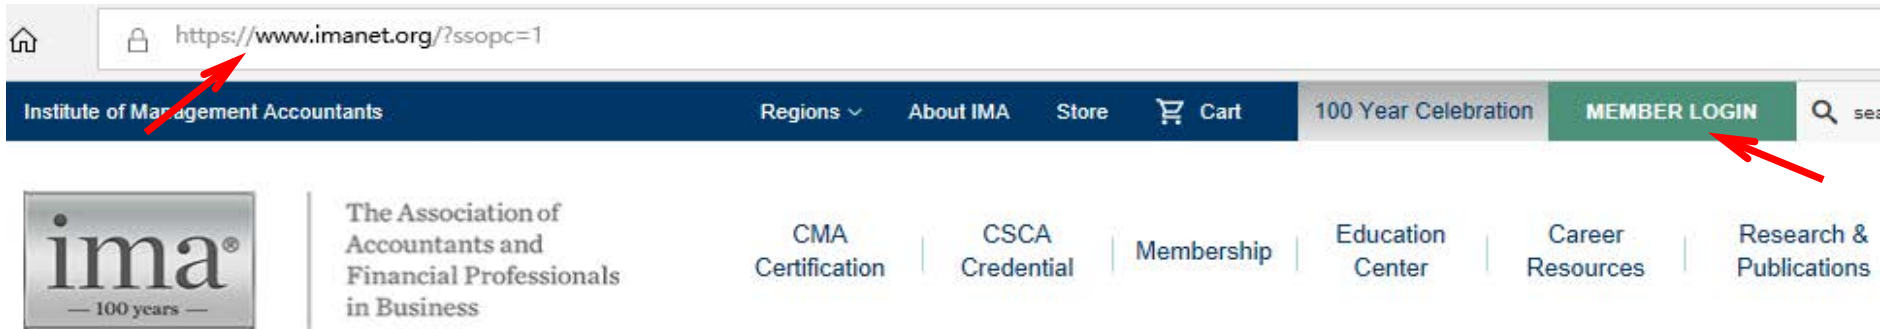 https://www.imanet.org/?ssopc=1
Institute of Management Accountants
Regions
About IMA
Store
Cart
100 Year Celebration
MEMBER LOGIN
ima®
— 100 years —
The Association of
Accountants and
Financial Professionals
in Business
CMA
Certification
CSCA
Credential
Membership
Education
Center
Career
Resources
Research &
Publications